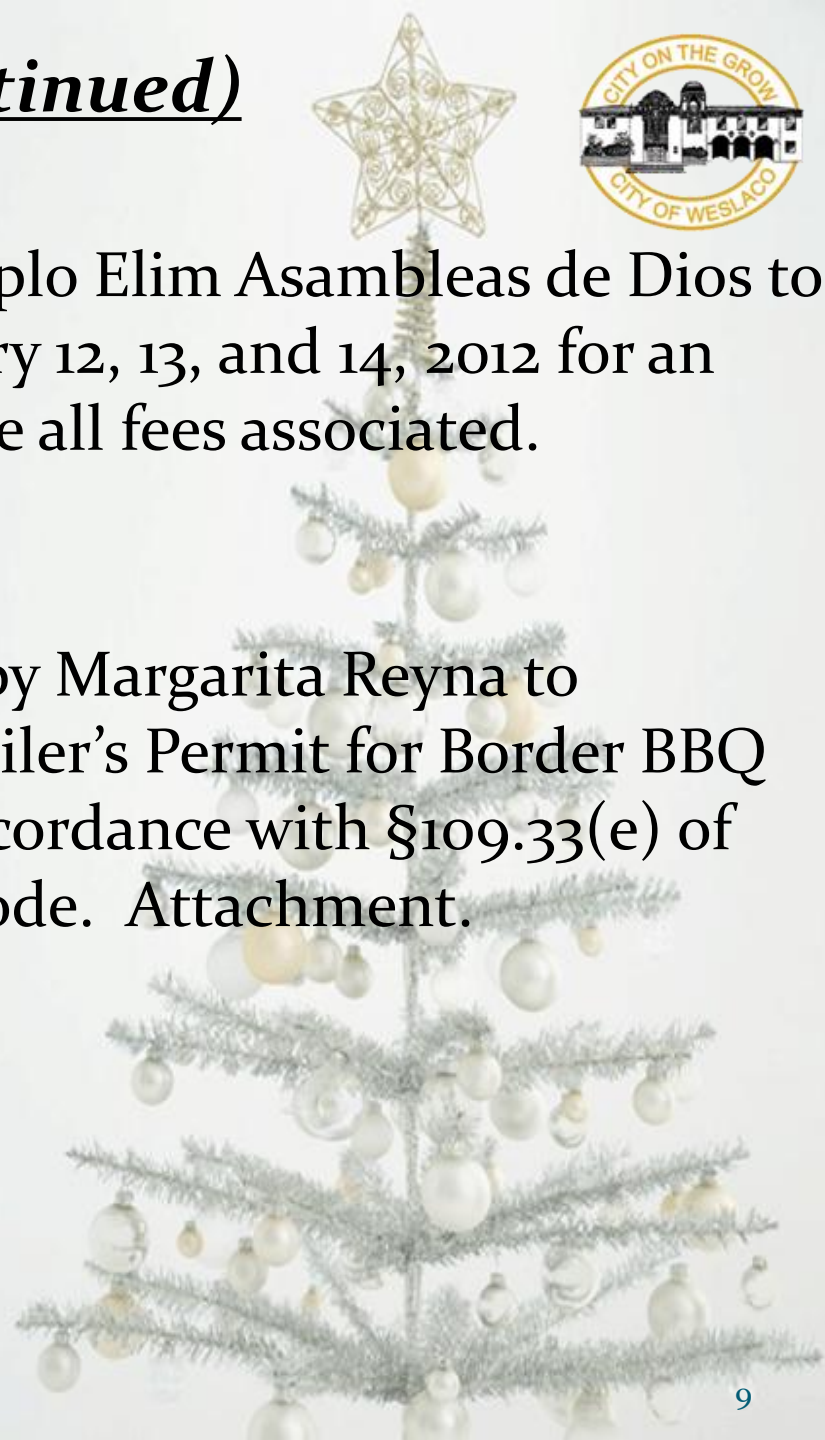 tinued)
CITY ON THE GROW
CITY OF WESLACO
plo Elim Asambleas de Dios to
ry 12, 13, and 14, 2012 for an
e all fees associated.
by Margarita Reyna to
iler’s Permit for Border BBQ
cordance with §109.33(e) of
ode.  Attachment.
9